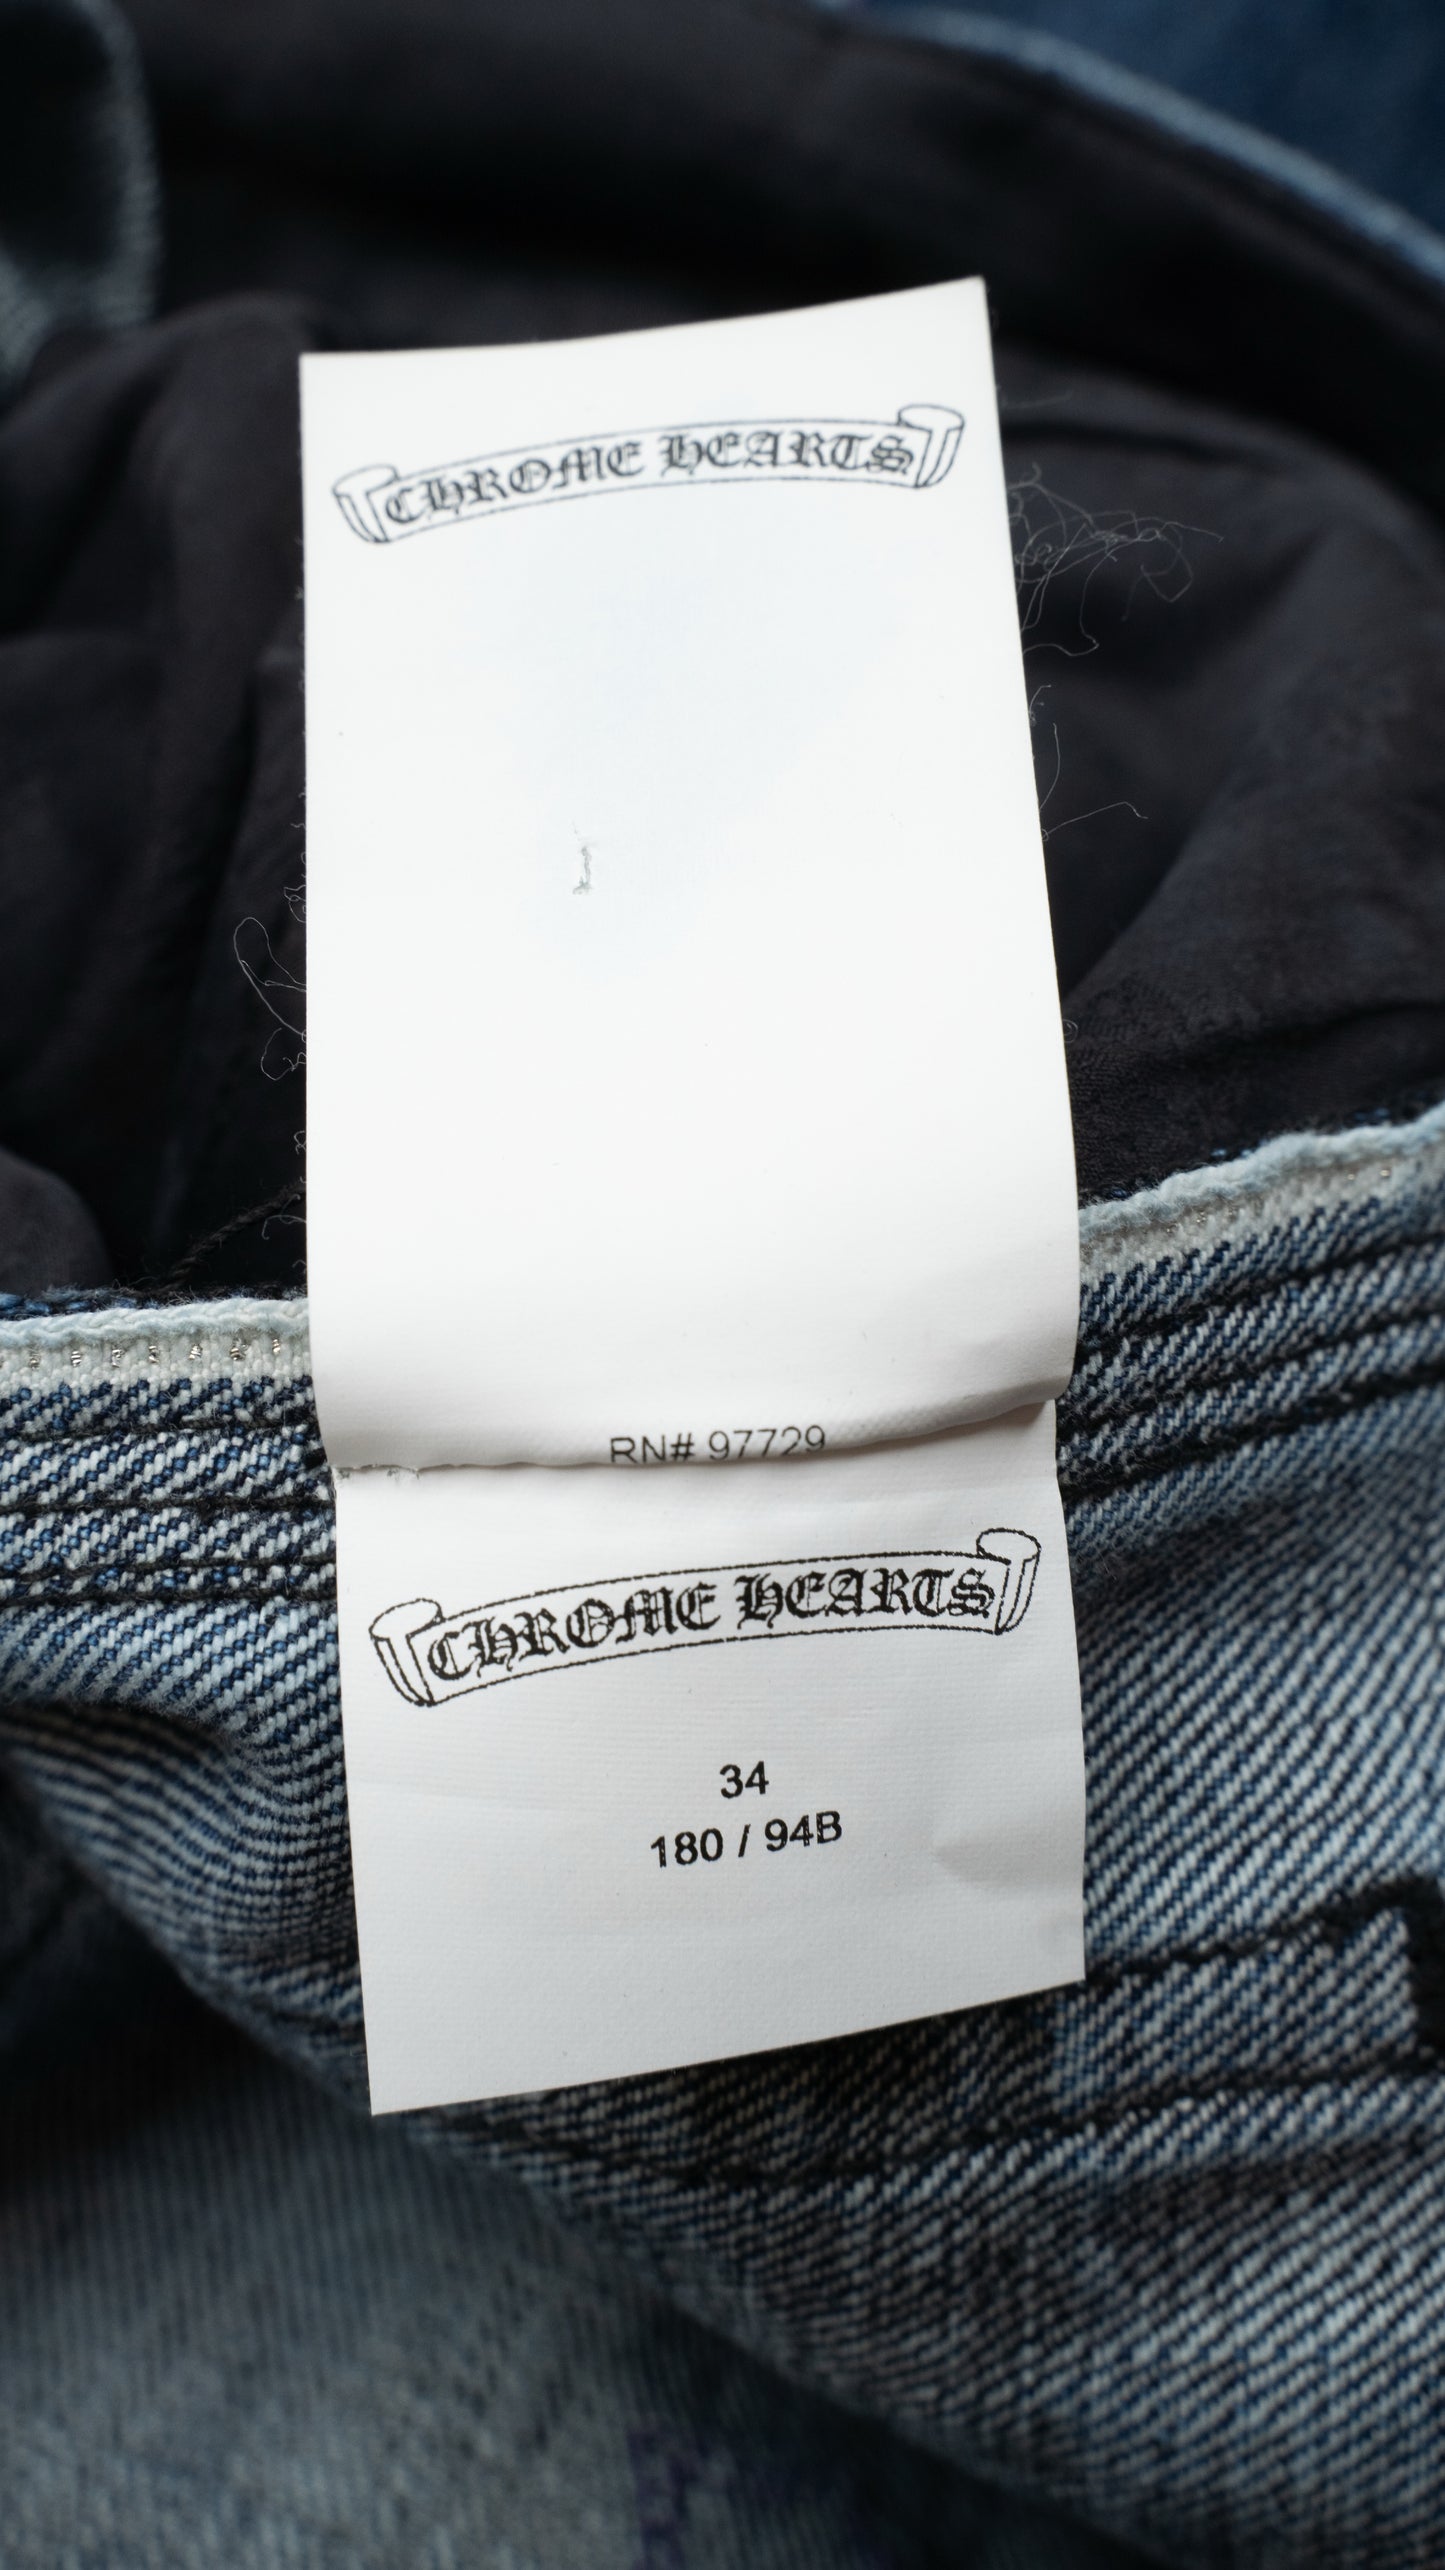 CHROME HEARTS
RN# 97729
CHROME HEARTS
34
180 / 94B